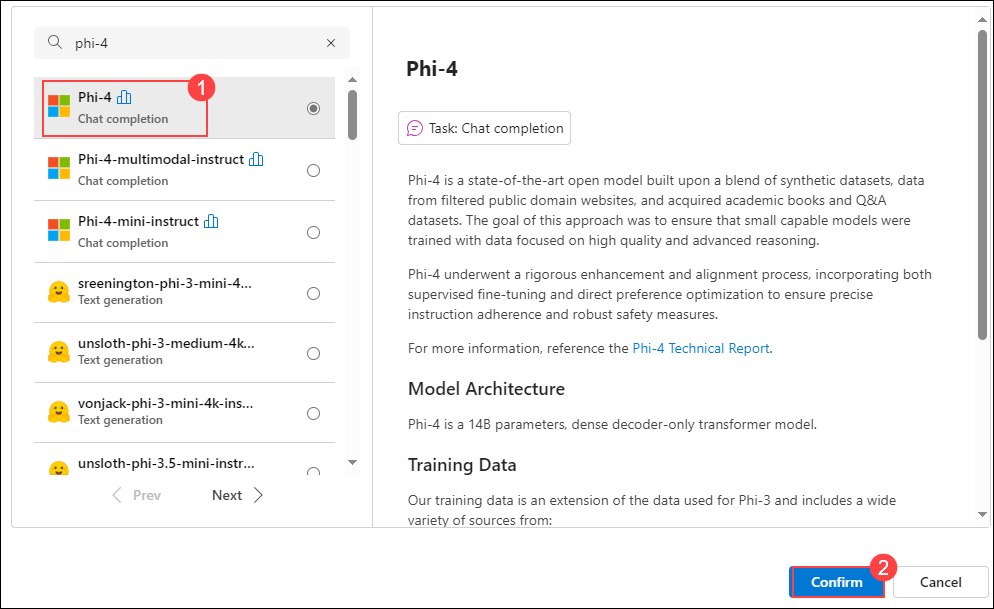 phi-4
Phi-4
Chat completion
1
Phi-4-multimodal-instruct
Chat completion
Phi-4-mini-instruct
Chat completion
sreenington-phi-3-mini-4...
Text generation
unsloth-phi-3-medium-4k...
Text generation
vonjack-phi-3-mini-4k-ins...
Text generation
unsloth-phi-3.5-mini-instr...
Prev
Next
Phi-4
Task: Chat completion
Phi-4 is a state-of-the-art open model built upon a blend of synthetic datasets, data
from filtered public domain websites, and acquired academic books and Q&A
datasets. The goal of this approach was to ensure that small capable models were
trained with data focused on high quality and advanced reasoning.
Phi-4 underwent a rigorous enhancement and alignment process, incorporating both
supervised fine-tuning and direct preference optimization to ensure precise
instruction adherence and robust safety measures.
For more information, reference the Phi-4 Technical Report.
Model Architecture
Phi-4 is a 14B parameters, dense decoder-only transformer model.
Training Data
Our training data is an extension of the data used for Phi-3 and includes a wide
variety of sources from:
2
Confirm
Cancel